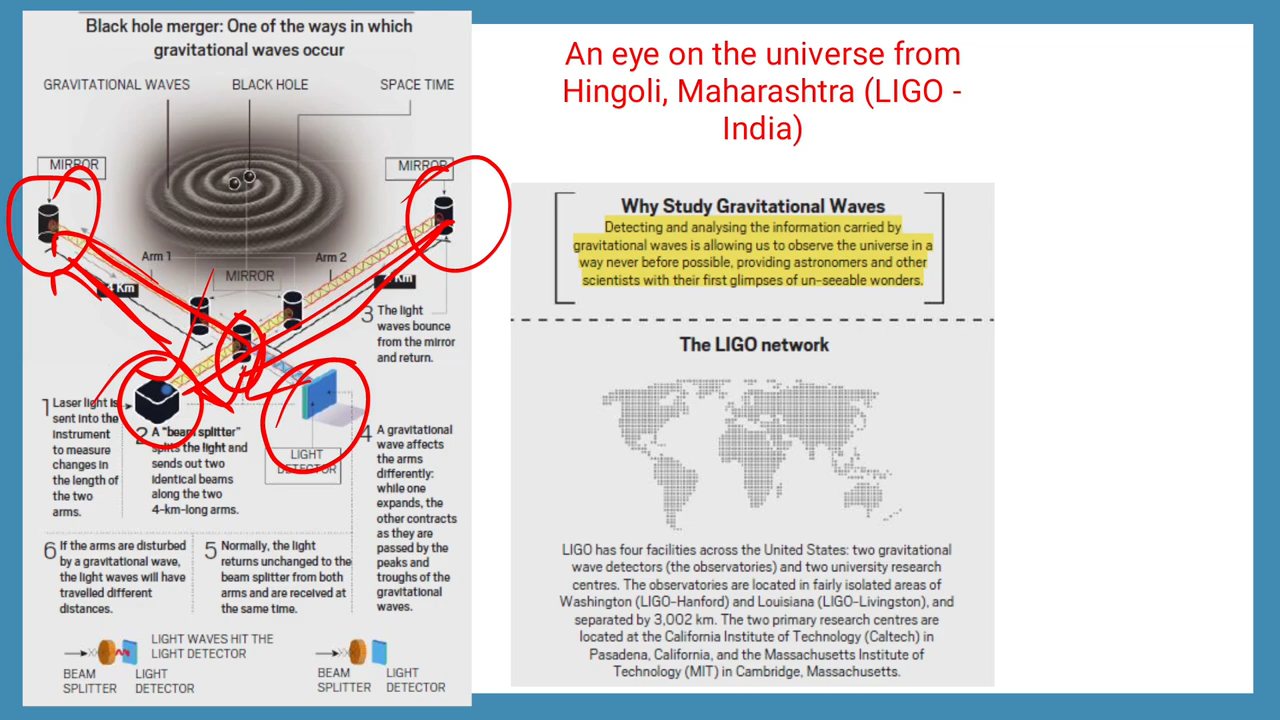 Black hole merger: One of the ways in which
gravitational waves occur
GRAVITATIONAL WAVES
BLACK HOLE
SPACE TIME
MIRROR
MIRROR
Arm 1
Arm 2
MIRROR
4 Km
Km
3 The light
waves bounce
from the mirror
and return.
1 Laser light is
sent into the
instrument
to measure
changes in
the length of
the two
arms.
2 A "beam splitter"
splits the light and
sends out two
identical beams
along the two
4-km-long arms.
LIGHT
DETECTOR
4 A gravitational
wave affects
the arms
differently:
while one
expands, the
other contracts
as they are
passed by the
peaks and
troughs of the
gravitational
waves.
6 If the arms are disturbed
by a gravitational wave,
the light waves will have
travelled different
distances.
5 Normally, the light
returns unchanged to the
beam splitter from both
arms and are received at
the same time.
LIGHT WAVES HIT THE
LIGHT DETECTOR
BEAM
SPLITTER
LIGHT
DETECTOR
BEAM
SPLITTER
LIGHT
DETECTOR
An eye on the universe from
Hingoli, Maharashtra (LIGO -
India)
Why Study Gravitational Waves
Detecting and analysing the information carried by
gravitational waves is allowing us to observe the universe in a
way never before possible, providing astronomers and other
scientists with their first glimpses of un-seeable wonders.
The LIGO network
LIGO has four facilities across the United States: two gravitational
wave detectors (the observatories) and two university research
centres. The observatories are located in fairly isolated areas of
Washington (LIGO-Hanford) and Louisiana (LIGO-Livingston), and
separated by 3,002 km. The two primary research centres are
located at the California Institute of Technology (Caltech) in
Pasadena, California, and the Massachusetts Institute of
Technology (MIT) in Cambridge, Massachusetts.